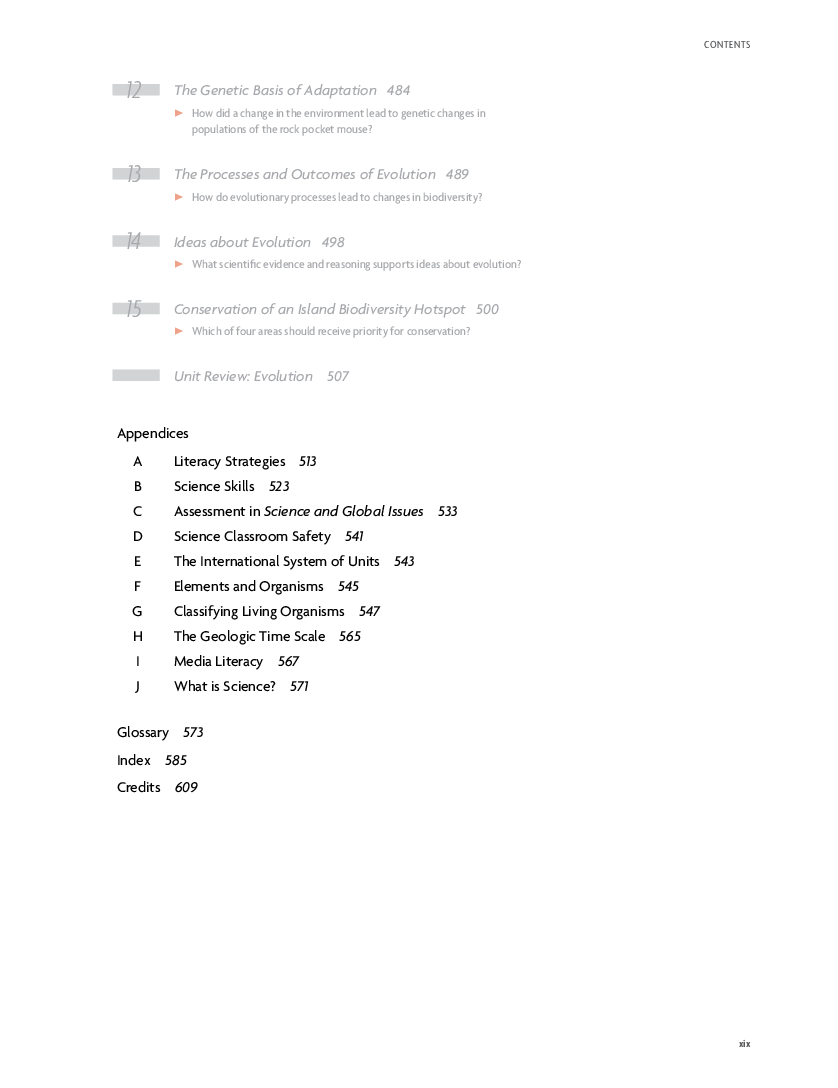 CONTENTS
12 The Genetic Basis of Adaptation 484
► How did a change in the environment lead to genetic changes in
populations of the rock pocket mouse?
13 The Processes and Outcomes of Evolution 489
► How do evolutionary processes lead to changes in biodiversity?
14 Ideas about Evolution 498
► What scientific evidence and reasoning supports ideas about evolution?
15 Conservation of an Island Biodiversity Hotspot 500
► Which of four areas should receive priority for conservation?
Unit Review: Evolution 507
Appendices
A Literacy Strategies 513
B Science Skills 523
C Assessment in Science and Global Issues 533
D Science Classroom Safety 541
E The International System of Units 543
F Elements and Organisms 545
G Classifying Living Organisms 547
H The Geologic Time Scale 565
I Media Literacy 567
J What is Science? 571
Glossary 573
Index 585
Credits 609
xix